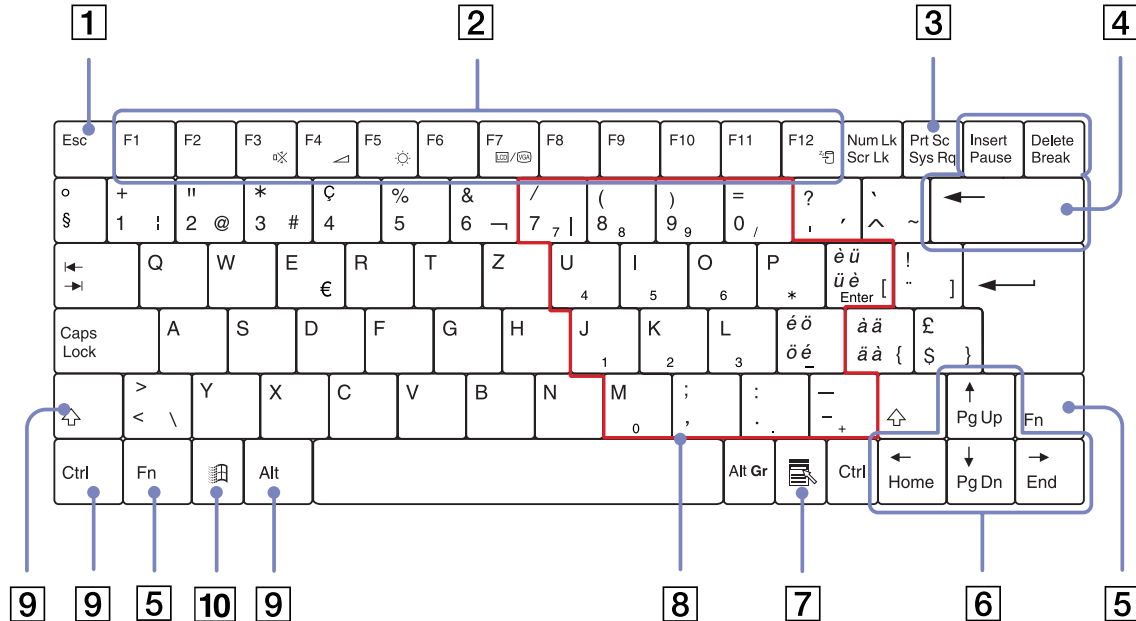 1 2 3 4
Esc F1 F2 F3 F4 F5 F6 F7 LCD / VGA F8 F9 F10 F11 F12 z Num Lk Scr Lk Prt Sc Sys Rq Insert Pause Delete Break
° § + 1 ¦ " 2 @ * 3 # Ç 4 % 5 & 6 ¬ / 7 7 | ( 8 8 ) 9 9 = 0 / ? ' ´ ` ^ ~
Q W E € R T Z U 4 I 5 O 6 P * è ü ü è Enter [ ! ¨ ]
Caps Lock A S D F G H J 1 K 2 L 3 é ö ö é _ à ä ä à { £ $ }
> < \ Y X C V B N M 0 ; , : . . — – + Pg Up Fn
Ctrl Fn Alt Alt Gr Ctrl Home Pg Dn End
9 9 5 10 9 8 7 6 5